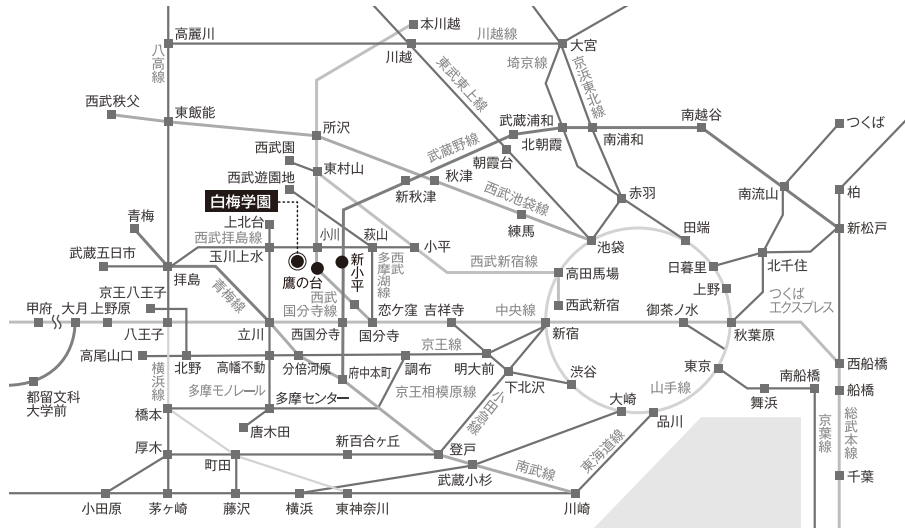 本川越
高麗川
川越線
大宮
川越
八高線
埼京線
京浜東北線
東武東上線
西武秩父
東飯能
武蔵浦和
南越谷
つくば
所沢
北朝霞
南浦和
武蔵野線
西武園
朝霞台
東村山
秋津
西武遊園地
新秋津
西武池袋線
赤羽
南流山
柏
白梅学園
青梅
上北台
練馬
西武拝島線
小川
萩山
小平
池袋
田端
新松戸
武蔵五日市
玉川上水
新小平
西武
多摩湖線
西武新宿線
高田馬場
日暮里
北千住
拝島
鷹の台
京王八王子
青梅線
西武
国分寺線
上野
つくば
エクスプレス
甲府
大月
上野原
恋ケ窪
吉祥寺
中央線
西武新宿
御茶ノ水
八王子
立川
西国分寺
国分寺
新宿
秋葉原
京王線
高尾山口
北野
高幡不動
分倍河原
調布
明大前
東京
西船橋
横浜線
府中本町
渋谷
南船橋
都留文科
大学前
多摩モノレール
多摩センター
京王相模原線
下北沢
山手線
舞浜
船橋
小田急線
橋本
大崎
唐木田
品川
京葉線
総武本線
厚木
新百合ヶ丘
登戸
東海道線
町田
武蔵小杉
南武線
千葉
小田原
茅ヶ崎
藤沢
横浜
東神奈川
川崎